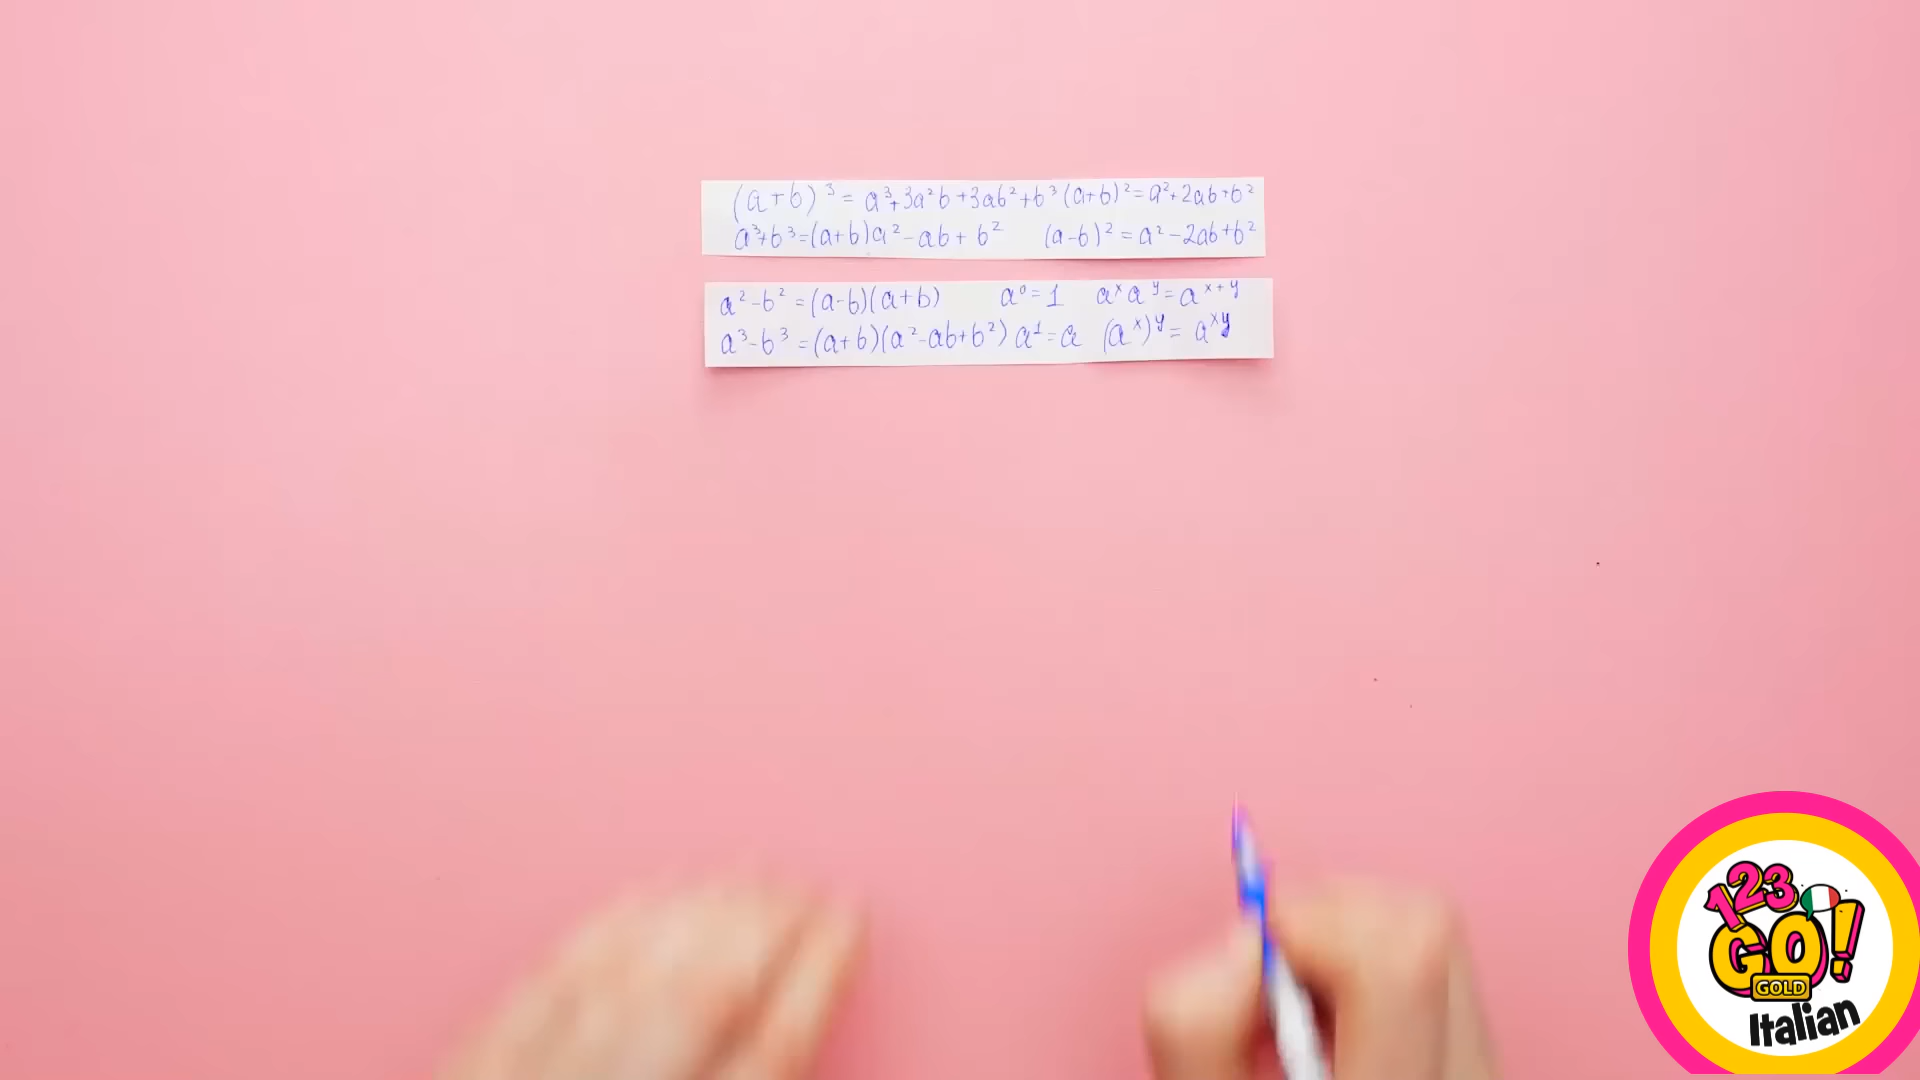 (a+b)³ = a³+3a²b+3ab²+b³ (a+b)²=a²+2ab+b²
a³+b³=(a+b)a²-ab+b² (a-b)²=a²-2ab+b²
a²-b²=(a-b)(a+b) a⁰=1 aˣaʸ=aˣ⁺ʸ
a³-b³=(a+b)(a²-ab+b²) a¹=a (aˣ)ʸ=aˣʸ
123
GO!
GOLD
Italian